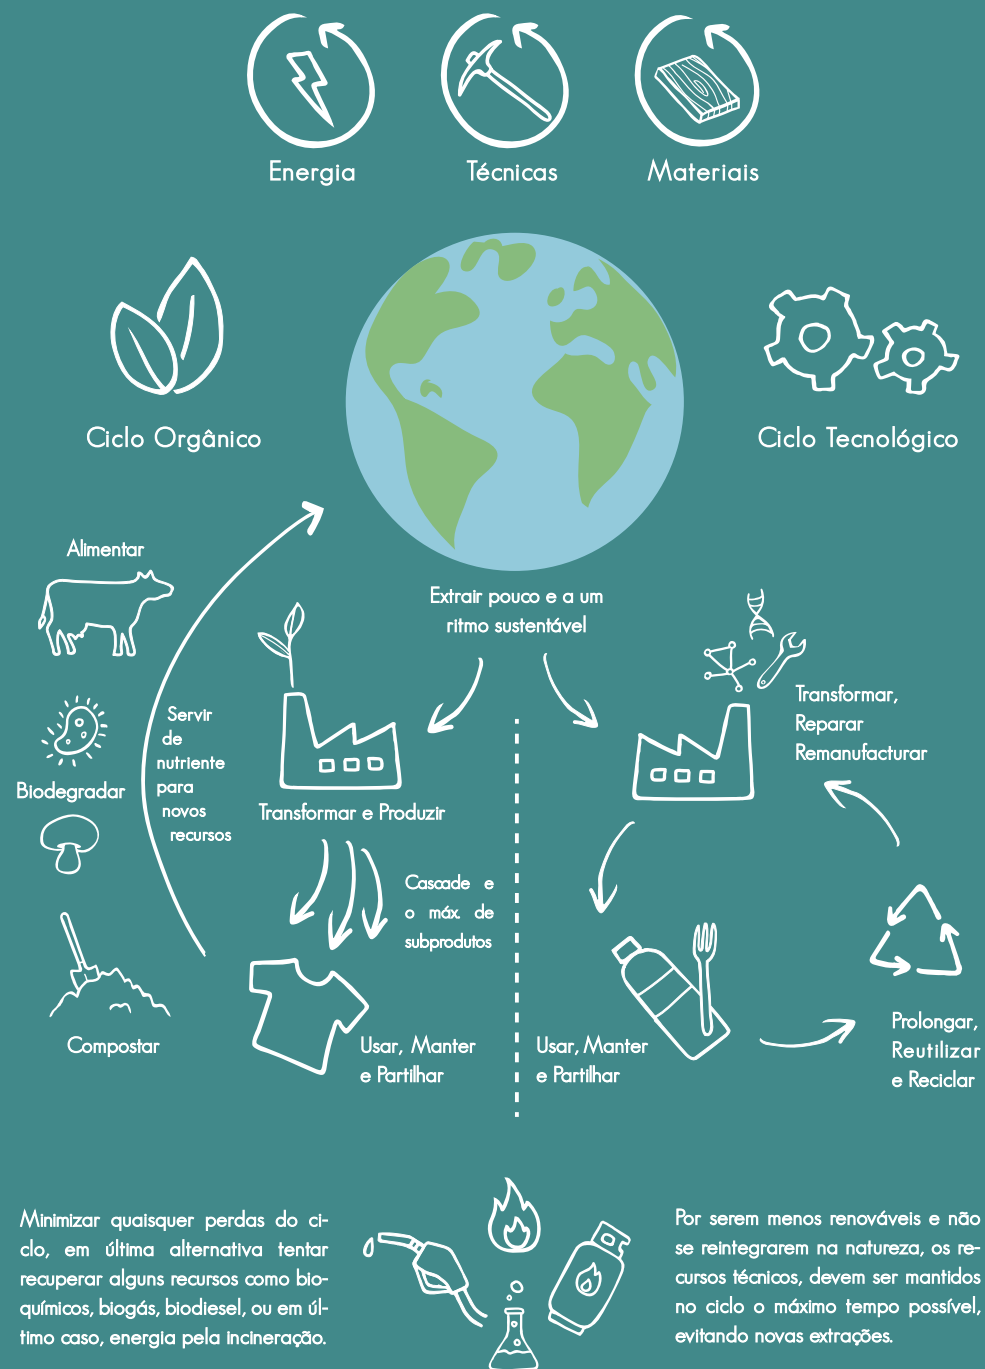 Energia
Técnicas
Materiais
Ciclo Orgânico
Ciclo Tecnológico
Extrair pouco e a um
ritmo sustentável
Alimentar
Biodegradar
Compostar
Servir
de
nutriente
para
novos
recursos
Transformar e Produzir
Cascade e
o máx. de
subprodutos
Usar, Manter
e Partilhar
Transformar,
Reparar
Remanufacturar
Usar, Manter
e Partilhar
Prolongar,
Reutilizar
e Reciclar
Minimizar quaisquer perdas do ci-
clo, em última alternativa tentar
recuperar alguns recursos como bio-
químicos, biogás, biodiesel, ou em úl-
timo caso, energia pela incineração.
Por serem menos renováveis e não
se reintegrarem na natureza, os re-
cursos técnicos, devem ser mantidos
no ciclo o máximo tempo possível,
evitando novas extrações.